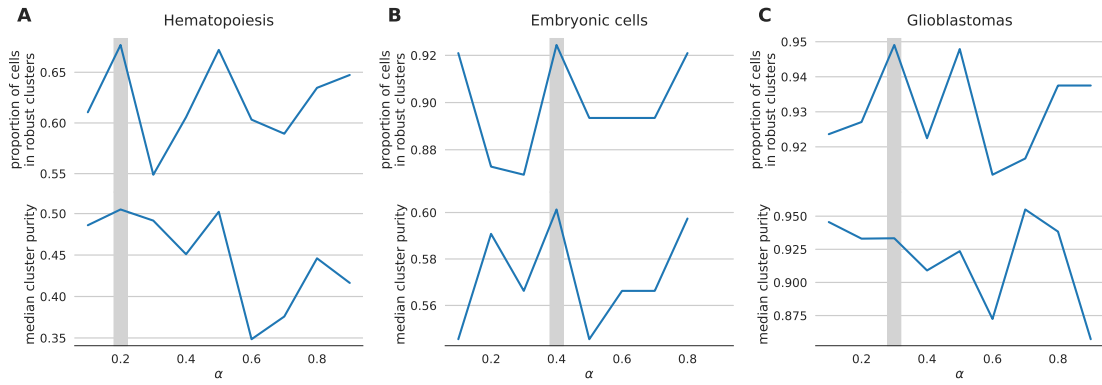 A
Hematopoiesis
proportion of cells
in robust clusters
0.65
0.60
0.55
median cluster purity
0.50
0.45
0.40
0.35
0.2
0.4
0.6
0.8
α
B
Embryonic cells
proportion of cells
in robust clusters
0.92
0.90
0.88
median cluster purity
0.60
0.58
0.56
0.2
0.4
0.6
0.8
α
C
Glioblastomas
proportion of cells
in robust clusters
0.95
0.94
0.93
0.92
median cluster purity
0.950
0.925
0.900
0.875
0.2
0.4
0.6
0.8
α